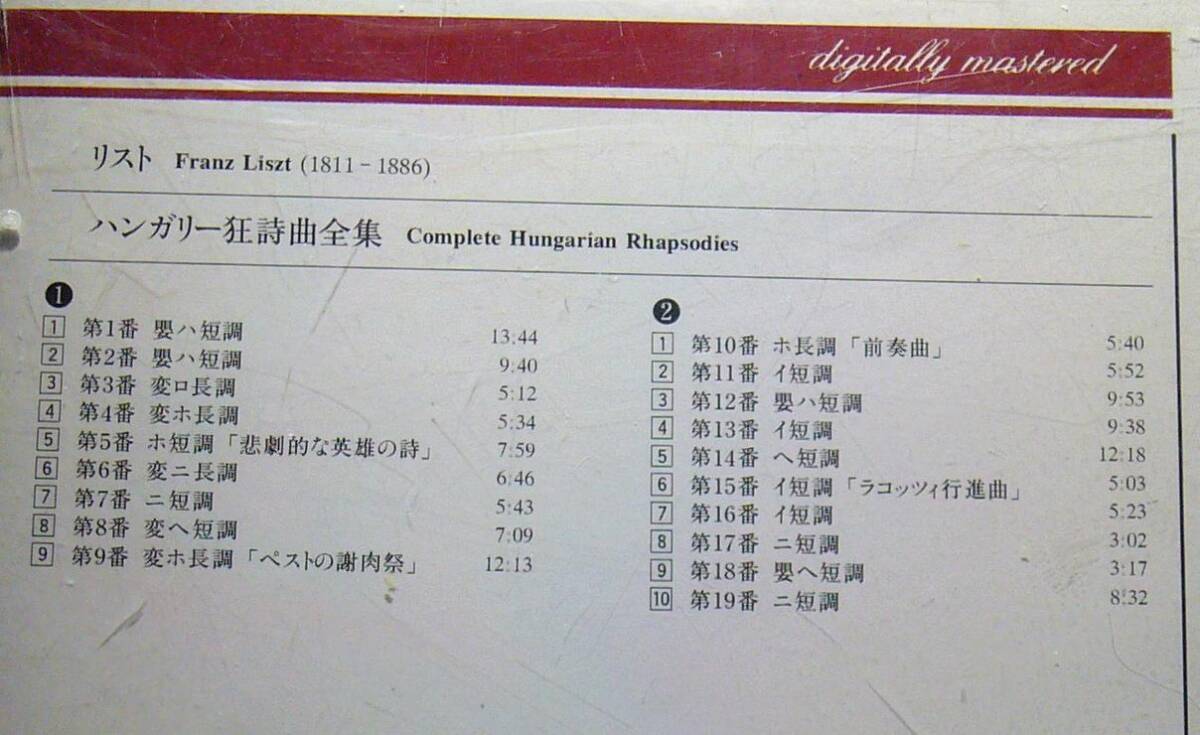 digitally mastered
リスト Franz Liszt (1811－1886)
ハンガリー狂詩曲全集 Complete Hungarian Rhapsodies
❶
1 第1番 嬰ハ短調 13:44
2 第2番 嬰ハ短調 9:40
3 第3番 変ロ長調 5:12
4 第4番 変ホ長調 5:34
5 第5番 ホ短調「悲劇的な英雄の詩」 7:59
6 第6番 変ニ長調 6:46
7 第7番 ニ短調 5:43
8 第8番 変ヘ短調 7:09
9 第9番 変ホ長調「ペストの謝肉祭」 12:13
❷
1 第10番 ホ長調「前奏曲」 5:40
2 第11番 イ短調 5:52
3 第12番 嬰ハ短調 9:53
4 第13番 イ短調 9:38
5 第14番 ヘ短調 12:18
6 第15番 イ短調「ラコッツィ行進曲」 5:03
7 第16番 イ短調 5:23
8 第17番 ニ短調 3:02
9 第18番 嬰ヘ短調 3:17
10 第19番 ニ短調 8:32